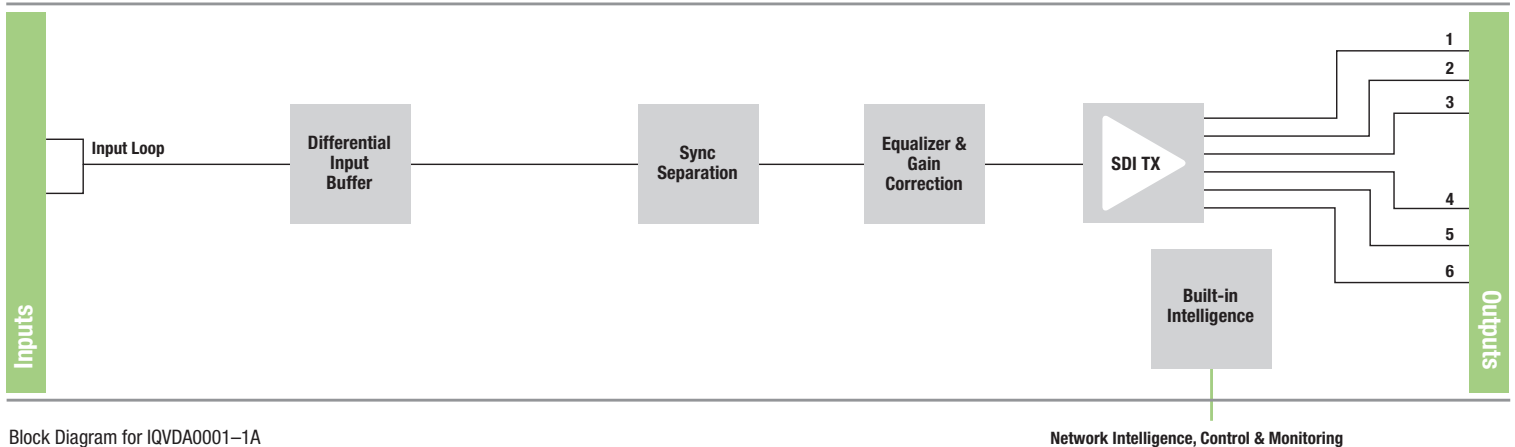 Inputs
Input Loop
Differential
Input
Buffer
Sync
Separation
Equalizer &
Gain
Correction
SDI TX
1
2
3
4
5
6
Built-in
Intelligence
Outputs
Block Diagram for IQVDA0001–1A
Network Intelligence, Control & Monitoring